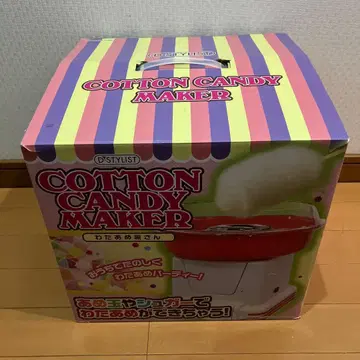 D-STYLIST
COTTON CANDY
MAKER
D-STYLIST
COTTON
CANDY
MAKER
わたあめ屋さん
おうちでたのしく
わたあめパーティー!
あめ玉やシュガーで
わたあめができちゃう!